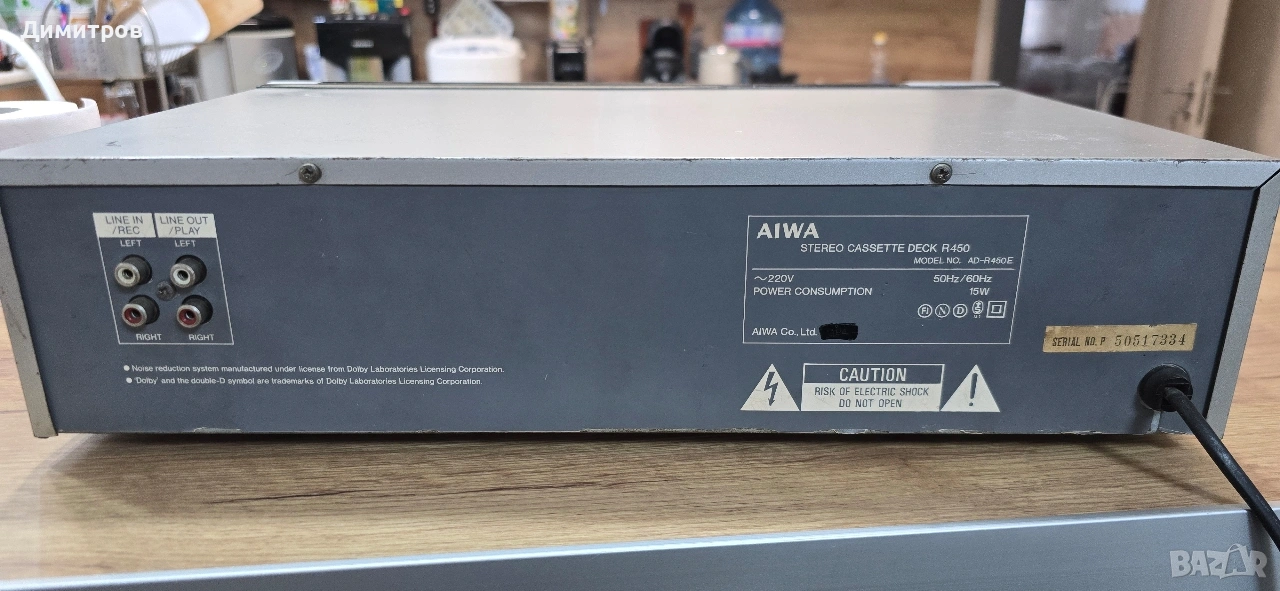 Димитров
LINE IN
/REC
LINE OUT
/PLAY
LEFT
LEFT
RIGHT
RIGHT
• Noise reduction system manufactured under license from Dolby Laboratories Licensing Corporation.
• 'Dolby' and the double-D symbol are trademarks of Dolby Laboratories Licensing Corporation.
AIWA
STEREO CASSETTE DECK R450
MODEL NO. AD-R450E
~220V 50Hz/60Hz
POWER CONSUMPTION 15W
FI N D S
AIWA Co., Ltd.
SERIAL NO. P 50517334
CAUTION
RISK OF ELECTRIC SHOCK
DO NOT OPEN
BAZAR